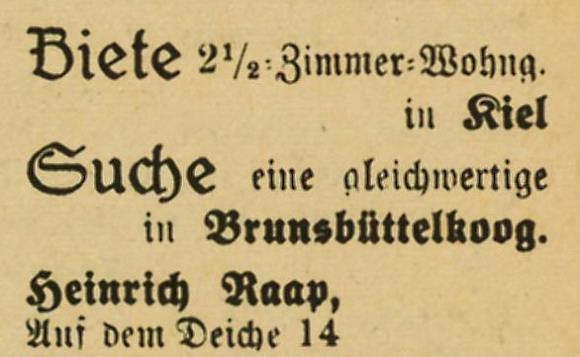 Biete 2½-Zimmer-Wohng.
in Kiel
Suche eine gleichwertige
in Brunsbüttelkoog.
Heinrich Raap,
Auf dem Deiche 14